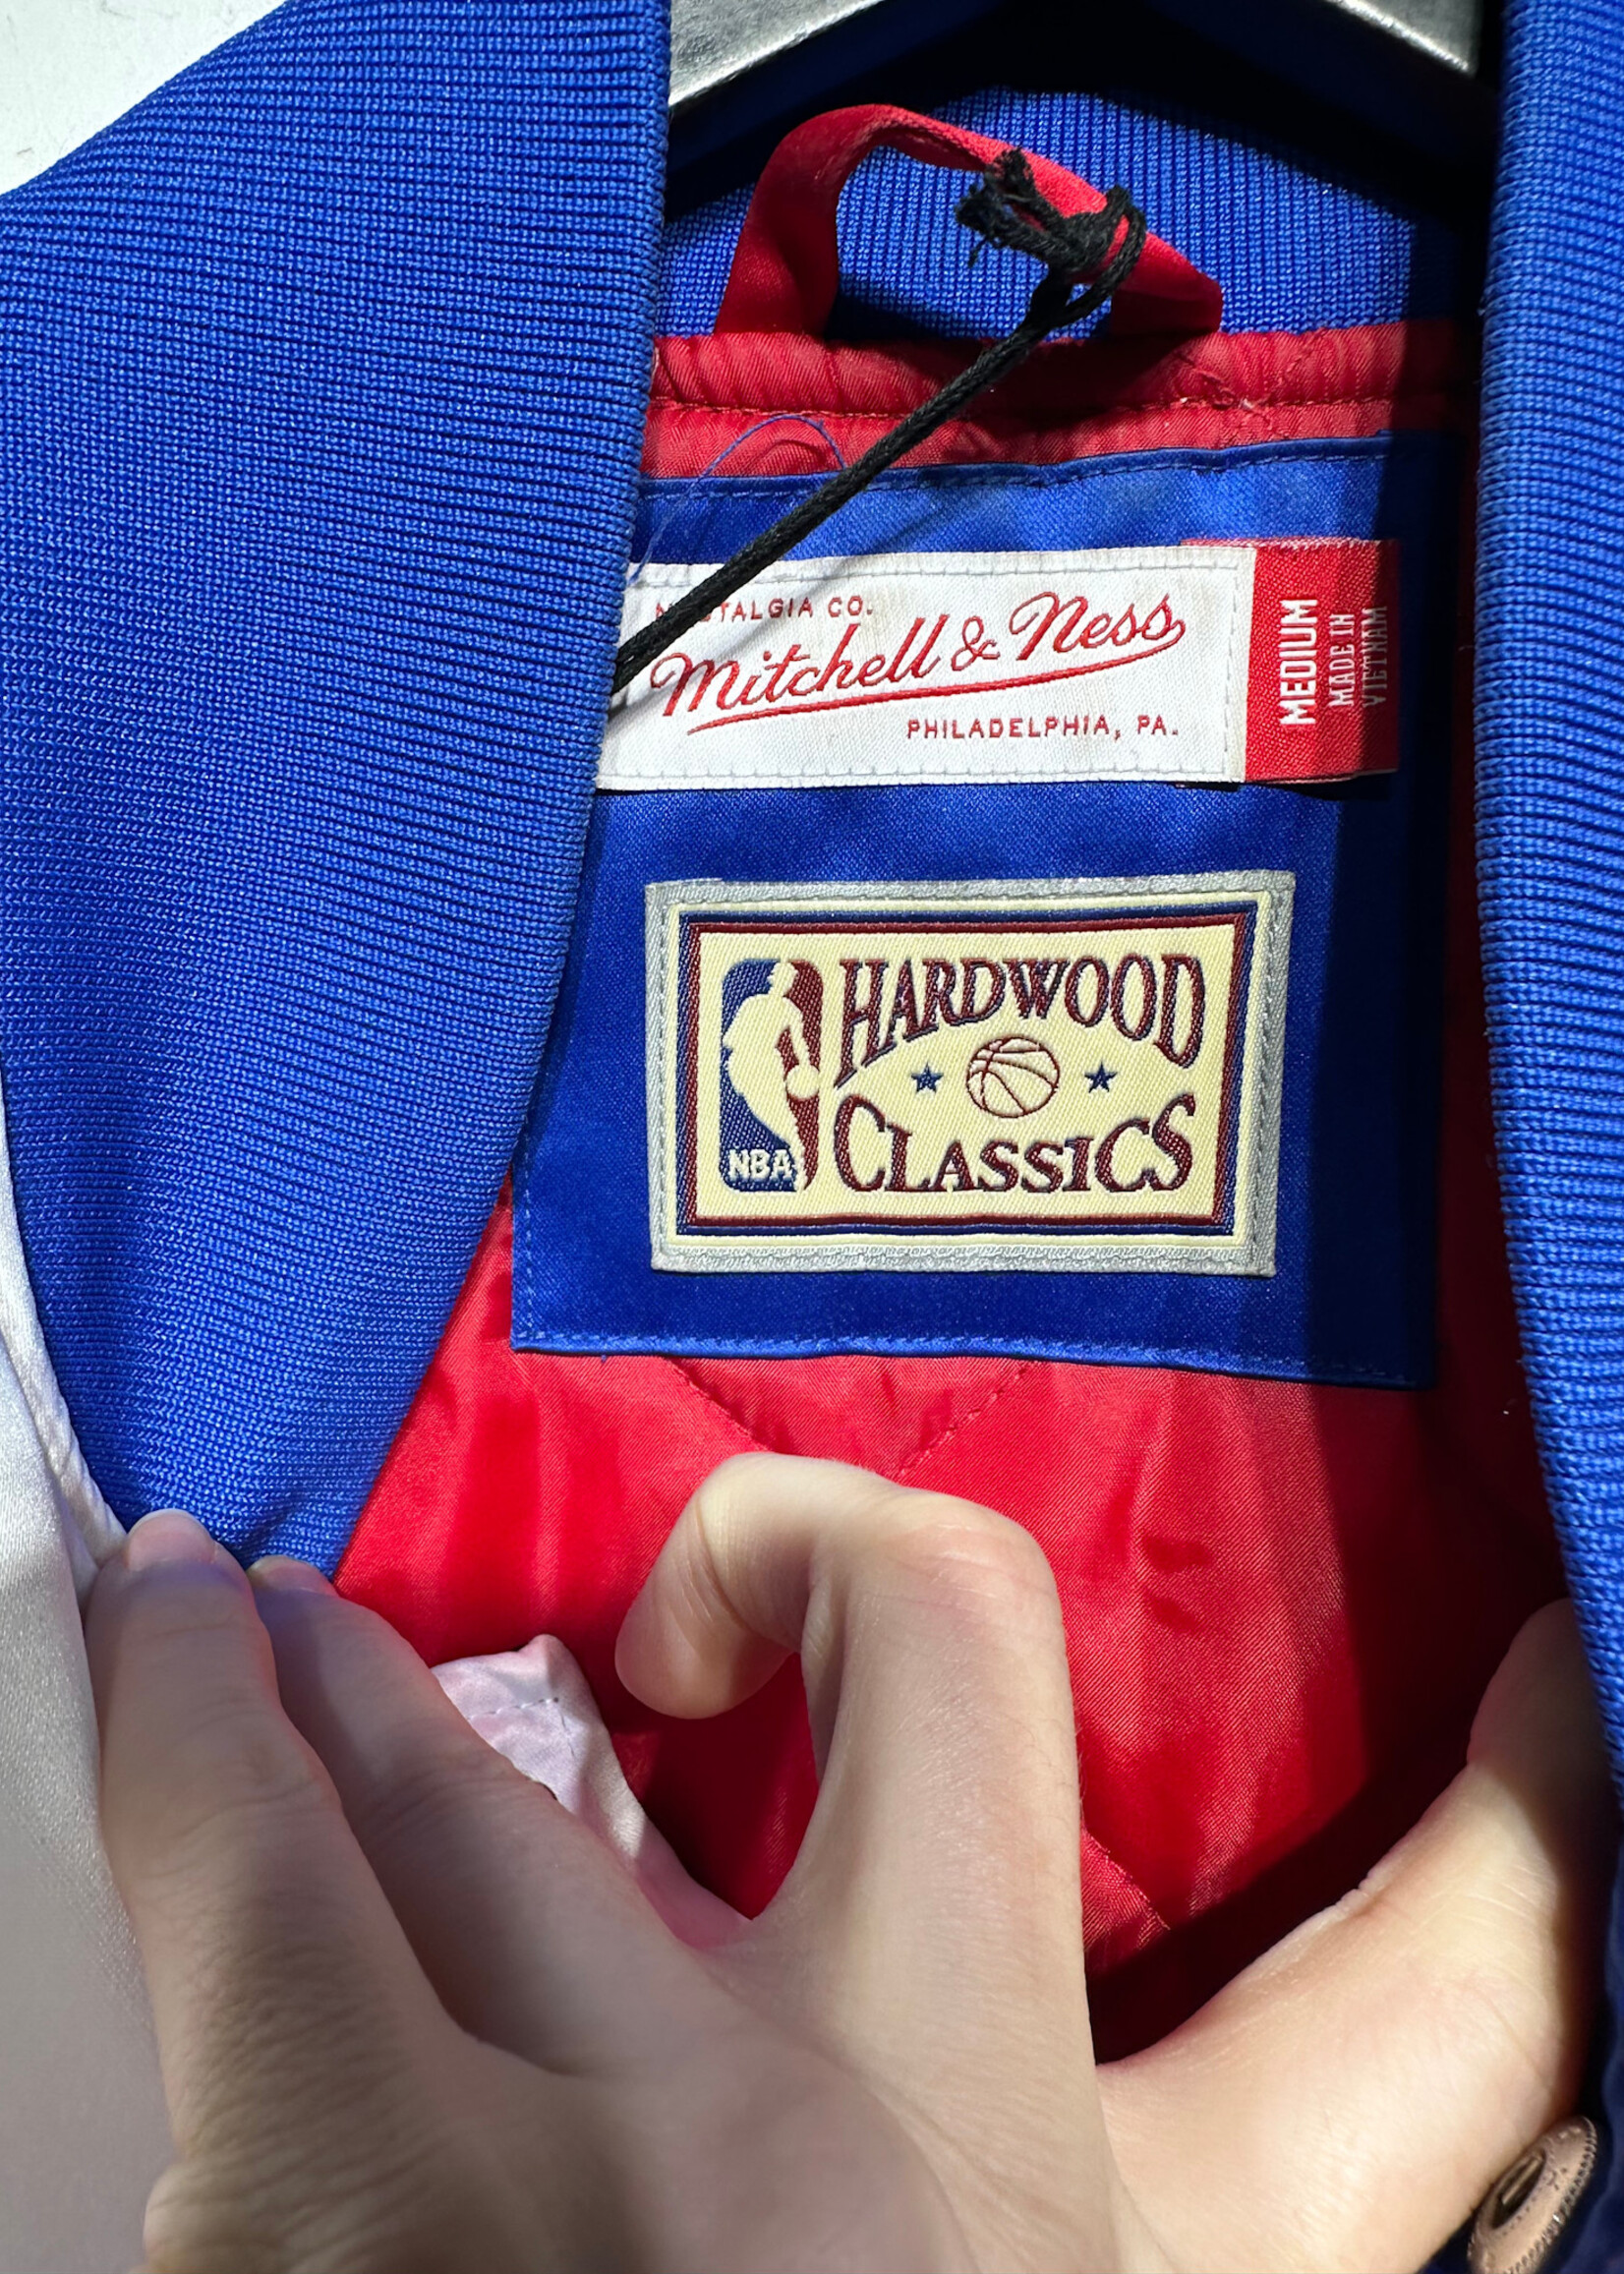 NOSTALGIA CO.
Mitchell & Ness
PHILADELPHIA, PA.
MEDIUM
MADE IN
VIETNAM
HARDWOOD
CLASSICS
NBA